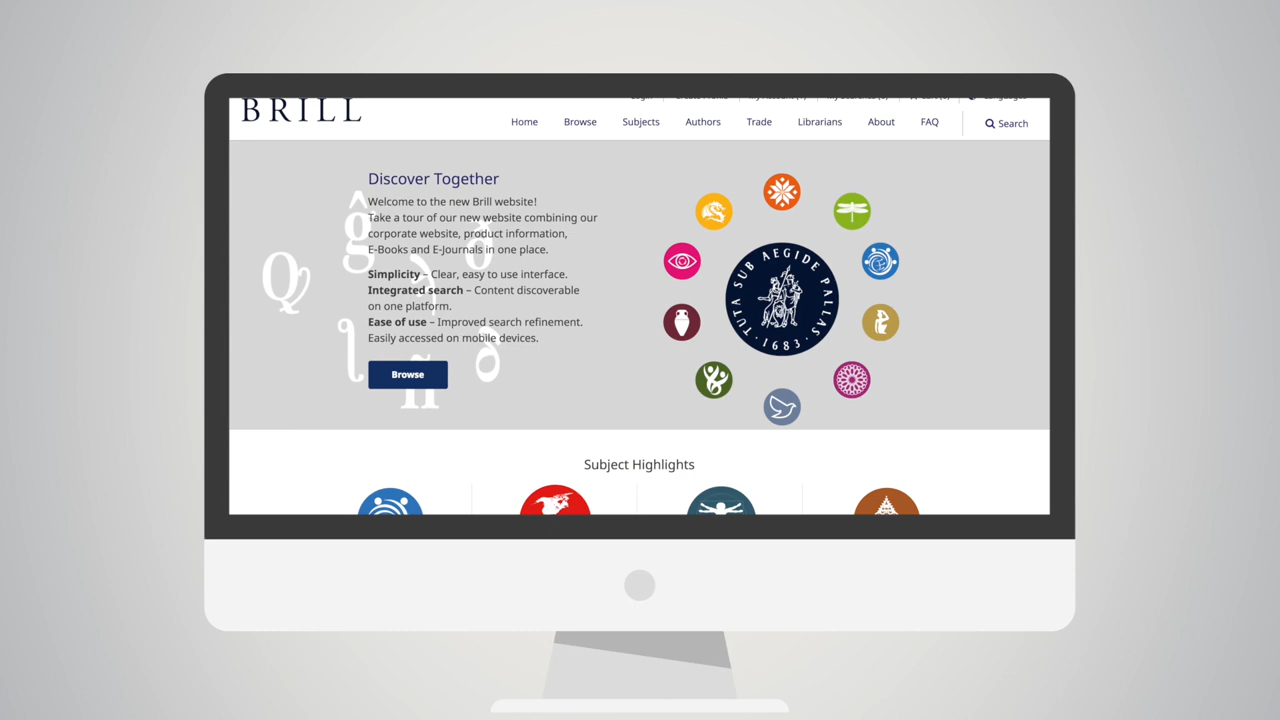 BRILL
Home Browse Subjects Authors Trade Librarians About FAQ Search
Discover Together
Welcome to the new Brill website!
Take a tour of our new website combining our
corporate website, product information,
E-Books and E-Journals in one place.
Simplicity – Clear, easy to use interface.
Integrated search – Content discoverable
on one platform.
Ease of use – Improved search refinement.
Easily accessed on mobile devices.
Browse
TUTA SUB AEGIDE PALLAS
· 1683 ·
Subject Highlights